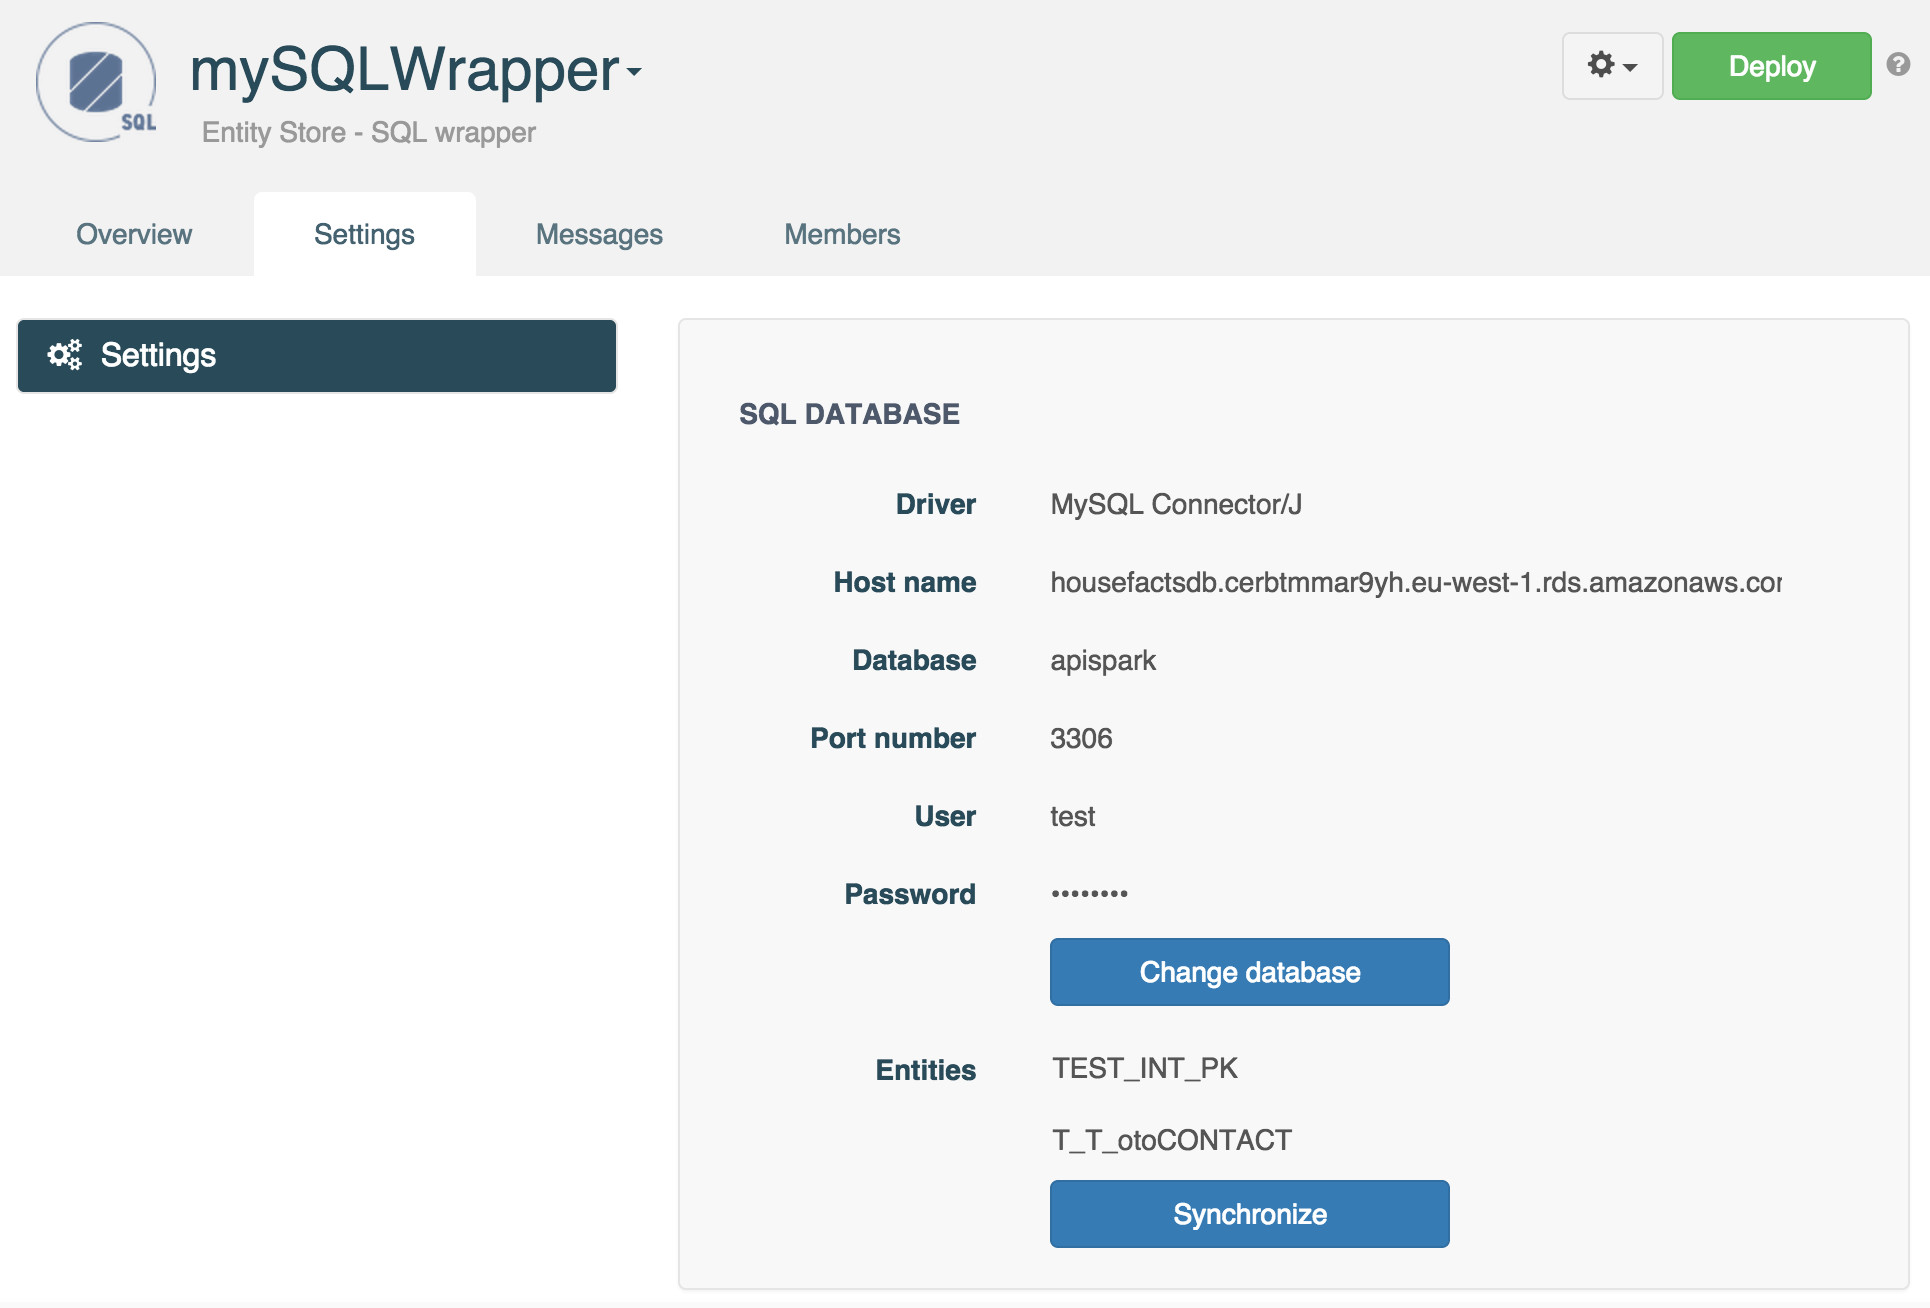 mySQLWrapper
SQL
Entity Store - SQL wrapper
Deploy
Overview
Settings
Messages
Members
Settings
SQL DATABASE
Driver MySQL Connector/J
Host name housefactsdb.cerbtmmar9yh.eu-west-1.rds.amazonaws.cor
Database apispark
Port number 3306
User test
Password ••••••••
Change database
Entities TEST_INT_PK
T_T_otoCONTACT
Synchronize